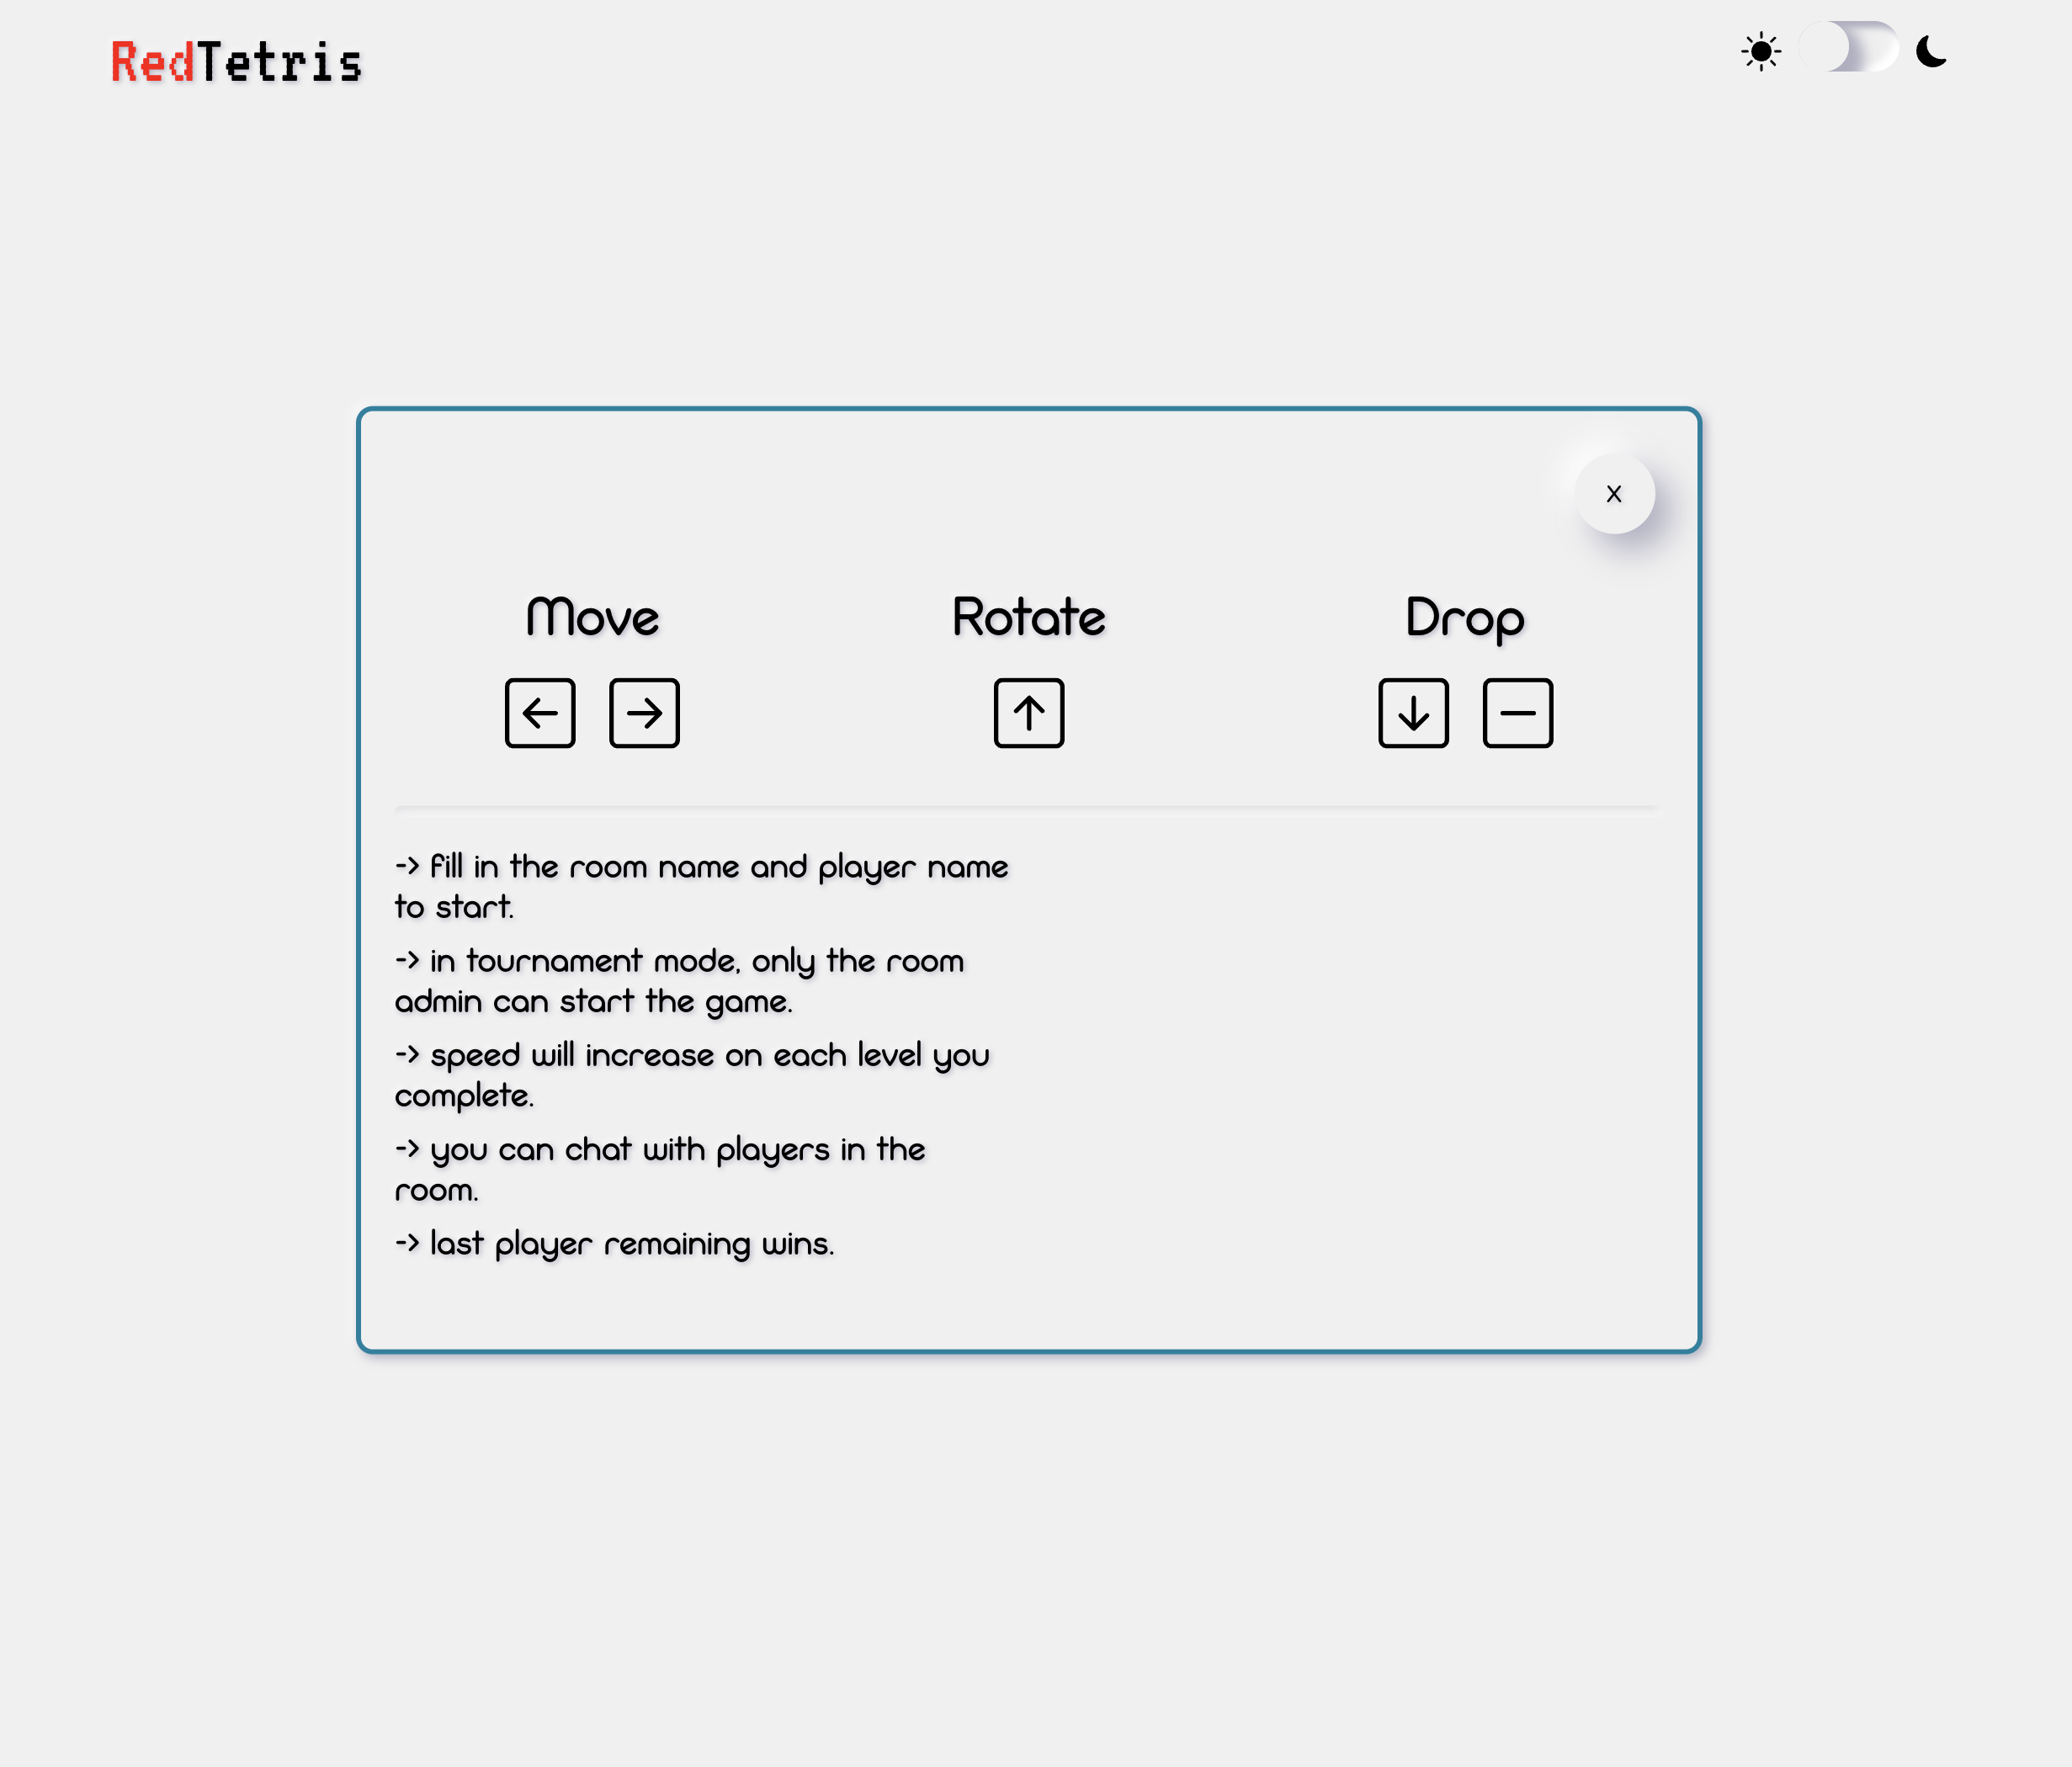 RedTetris
x
Move Rotate Drop
← → ↑ ↓ —
-> fill in the room name and player name
to start.
-> in tournament mode, only the room
admin can start the game.
-> speed will increase on each level you
complete.
-> you can chat with players in the
room.
-> last player remaining wins.